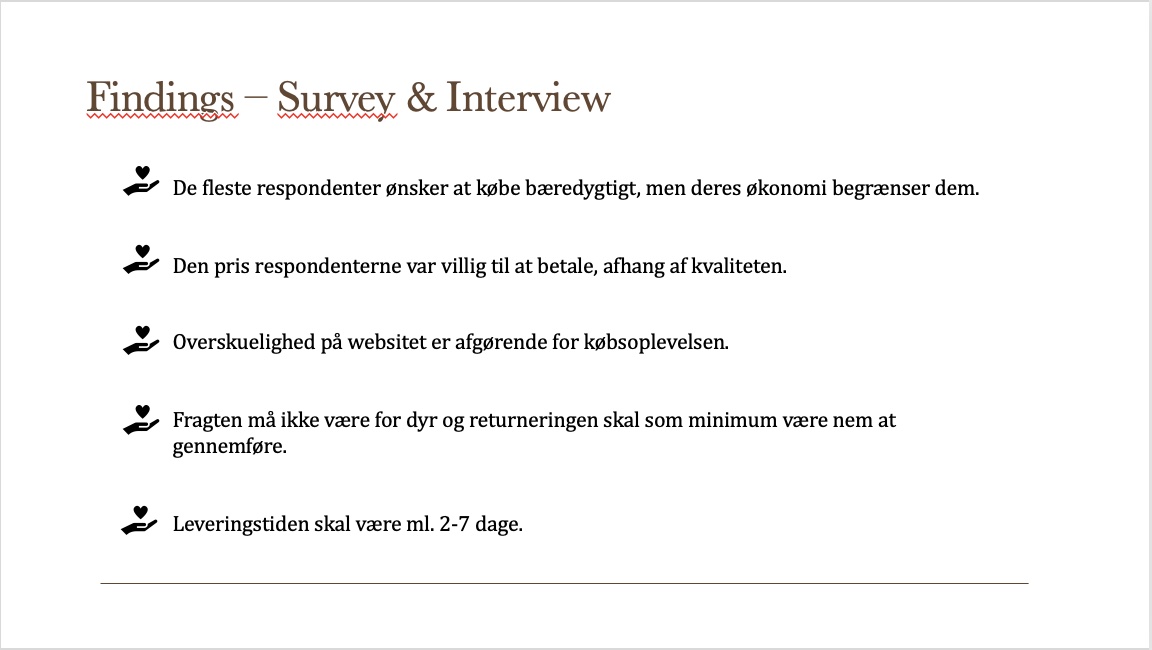 Findings – Survey & Interview
De fleste respondenter ønsker at købe bæredygtigt, men deres økonomi begrænser dem.
Den pris respondenterne var villig til at betale, afhang af kvaliteten.
Overskuelighed på websitet er afgørende for købsoplevelsen.
Fragten må ikke være for dyr og returneringen skal som minimum være nem at
gennemføre.
Leveringstiden skal være ml. 2-7 dage.